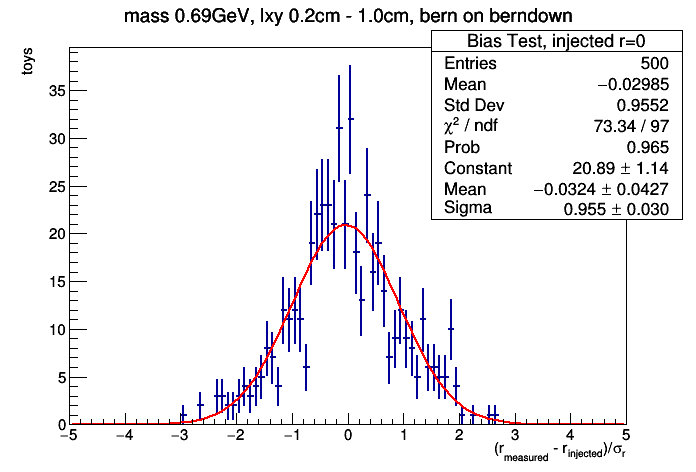 mass 0.69GeV, lxy 0.2cm - 1.0cm, bern on berndown
Bias Test, injected r=0
Entries 500
Mean −0.02985
Std Dev 0.9552
χ² / ndf 73.34 / 97
Prob 0.965
Constant 20.89 ± 1.14
Mean −0.0324 ± 0.0427
Sigma 0.955 ± 0.030
toys
35
30
25
20
15
10
5
0
−5 −4 −3 −2 −1 0 1 2 3 4 5
(r_measured - r_injected)/σ_r